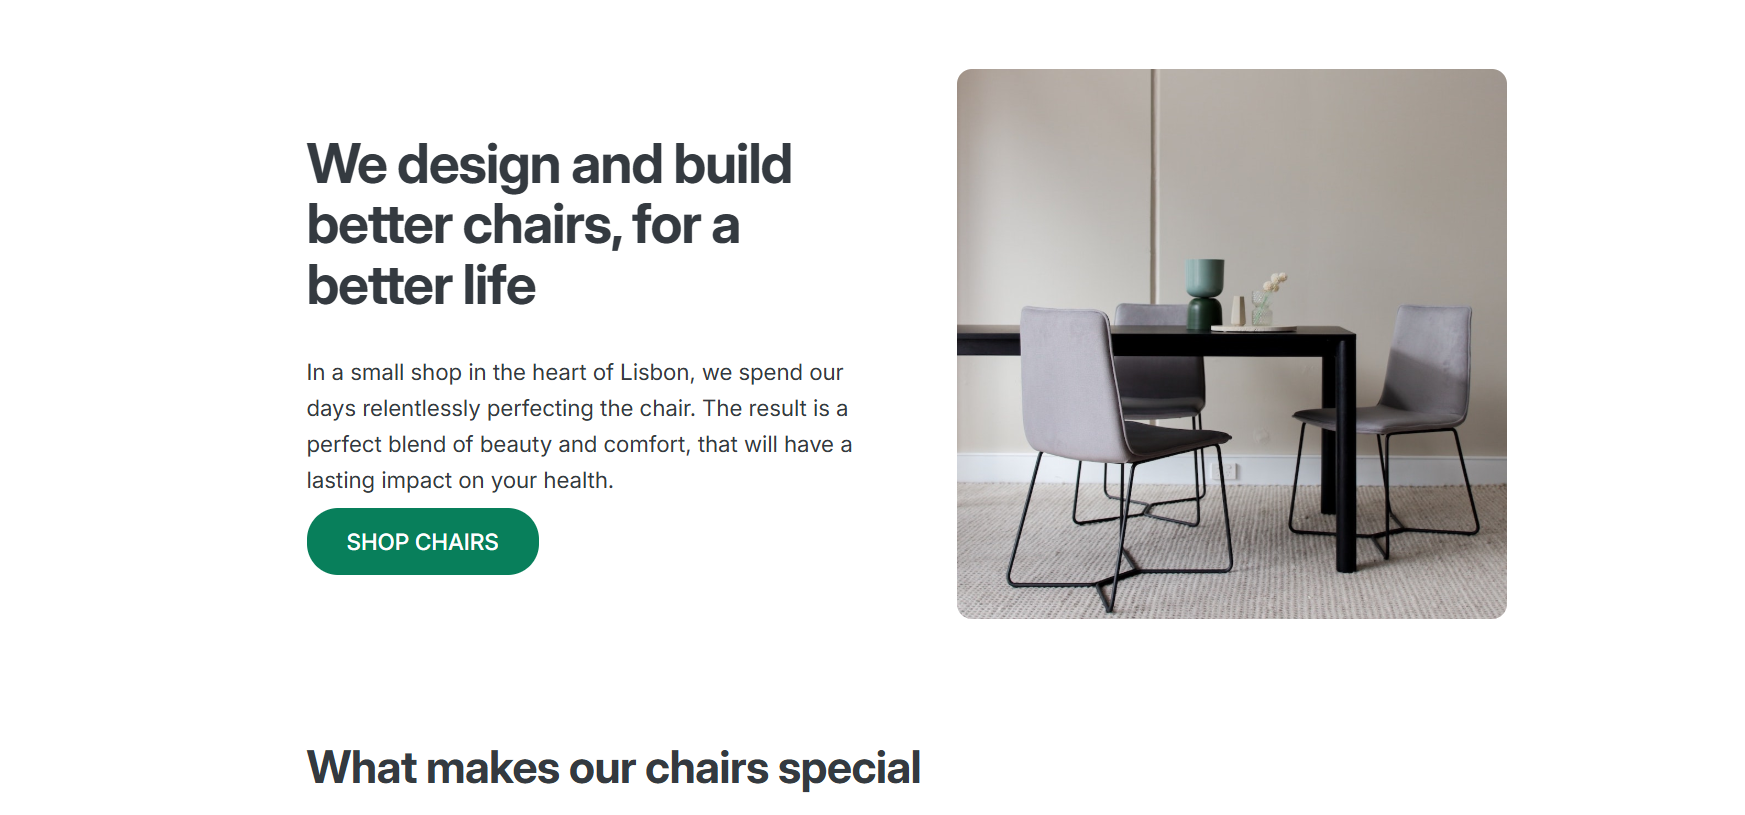 We design and build
better chairs, for a
better life
In a small shop in the heart of Lisbon, we spend our
days relentlessly perfecting the chair. The result is a
perfect blend of beauty and comfort, that will have a
lasting impact on your health.
SHOP CHAIRS
What makes our chairs special